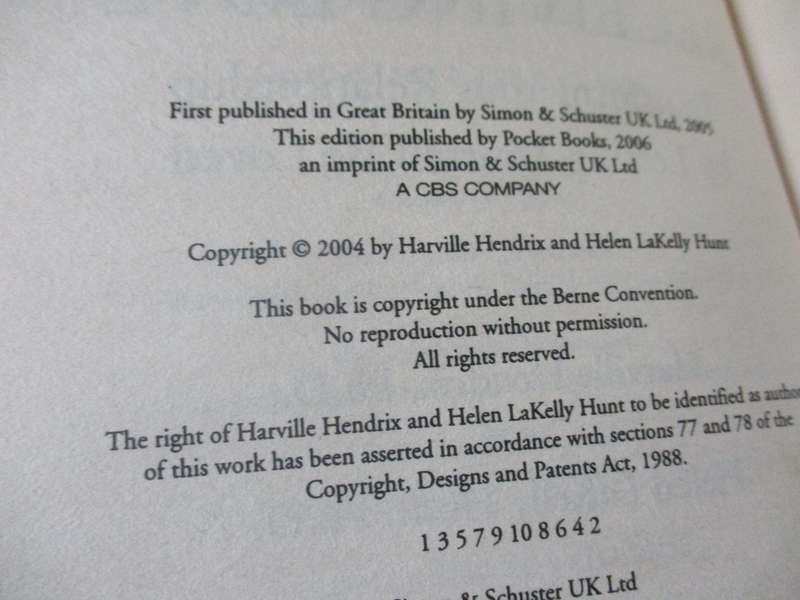 First published in Great Britain by Simon & Schuster UK Ltd, 2005
This edition published by Pocket Books, 2006
an imprint of Simon & Schuster UK Ltd
A CBS COMPANY
Copyright © 2004 by Harville Hendrix and Helen LaKelly Hunt
This book is copyright under the Berne Convention.
No reproduction without permission.
All rights reserved.
The right of Harville Hendrix and Helen LaKelly Hunt to be identified as author
of this work has been asserted in accordance with sections 77 and 78 of the
Copyright, Designs and Patents Act, 1988.
1 3 5 7 9 10 8 6 4 2
Simon & Schuster UK Ltd